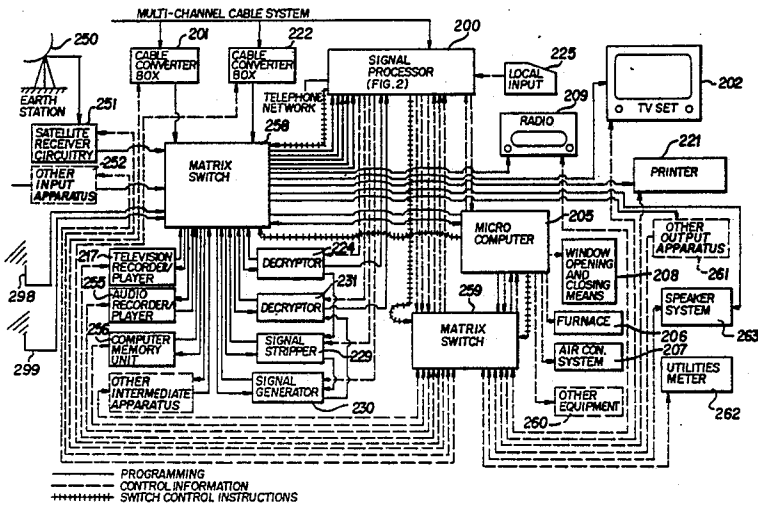 MULTI-CHANNEL CABLE SYSTEM
250
201
222
200
225
202
CABLE
CONVERTER
BOX
CABLE
CONVERTER
BOX
SIGNAL
PROCESSOR
(FIG.2)
LOCAL
INPUT
TV SET
EARTH
STATION
251
TELEPHONE
NETWORK
209
RADIO
258
SATELLITE
RECEIVER
CIRCUITRY
252
OTHER
INPUT
APPARATUS
MATRIX
SWITCH
221
PRINTER
205
MICRO
COMPUTER
OTHER
OUTPUT
APPARATUS
261
217
TELEVISION
RECORDER/
PLAYER
224
DECRYPTOR
WINDOW
OPENING
AND
CLOSING
MEANS
208
298
255
AUDIO
RECORDER/
PLAYER
231
DECRYPTOR
259
MATRIX
SWITCH
SPEAKER
SYSTEM
263
FURNACE
206
256
COMPUTER
MEMORY
UNIT
SIGNAL
STRIPPER
229
AIR CON.
SYSTEM
207
UTILITIES
METER
262
299
OTHER
INTERMEDIATE
APPARATUS
SIGNAL
GENERATOR
230
OTHER
EQUIPMENT
260
PROGRAMMING
CONTROL INFORMATION
SWITCH CONTROL INSTRUCTIONS